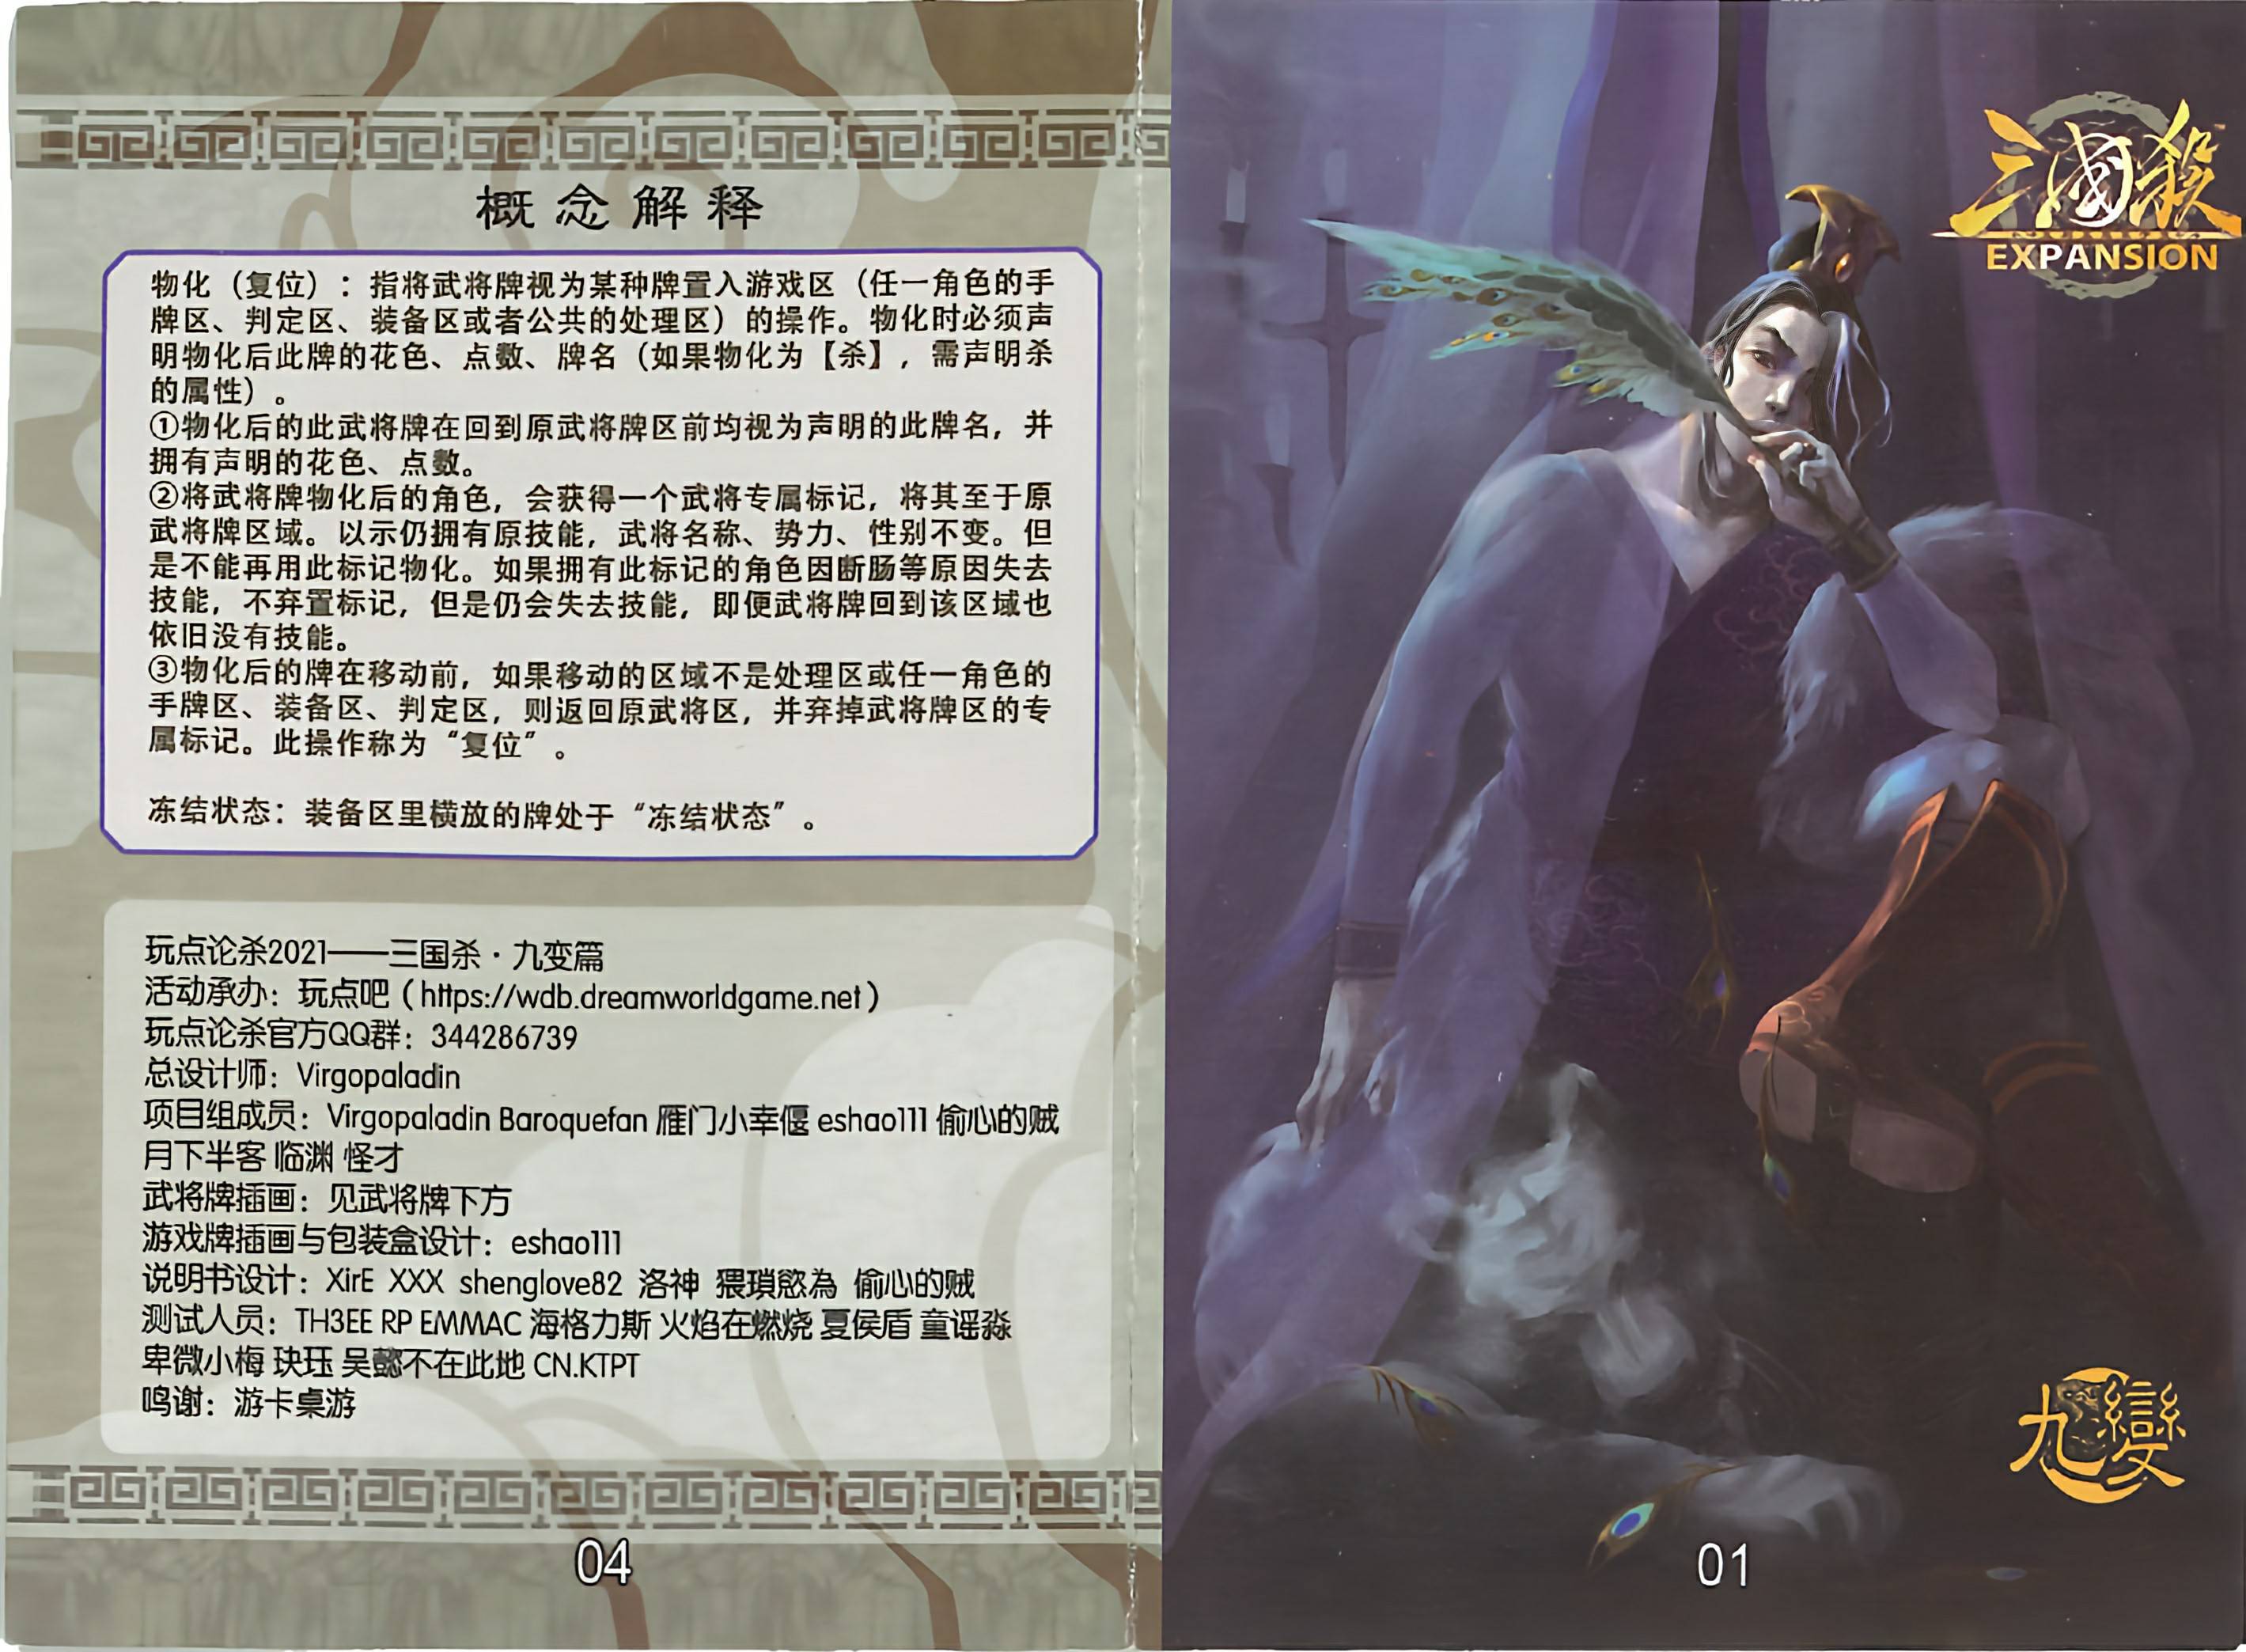 概念解释
物化（复位）：指将武将牌视为某种牌置入游戏区（任一角色的手
牌区、判定区、装备区或者公共的处理区）的操作。物化时必须声
明物化后此牌的花色、点数、牌名（如果物化为【杀】，需声明杀
的属性）。
①物化后的此武将牌在回到原武将牌区前均视为声明的此牌名，并
拥有声明的花色、点数。
②将武将牌物化后的角色，会获得一个武将专属标记，将其至于原
武将牌区域。以示仍拥有原技能，武将名称、势力、性别不变。但
是不能再用此标记物化。如果拥有此标记的角色因断肠等原因失去
技能，不弃置标记，但是仍会失去技能，即便武将牌回到该区域也
依旧没有技能。
③物化后的牌在移动前，如果移动的区域不是处理区或任一角色的
手牌区、装备区、判定区，则返回原武将区，并弃掉武将牌区的专
属标记。此操作称为“复位”。
冻结状态：装备区里横放的牌处于“冻结状态”。
玩点论杀2021——三国杀·九变篇
活动承办：玩点吧（https://wdb.dreamworldgame.net）
玩点论杀官方QQ群：344286739
总设计师：Virgopaladin
项目组成员：Virgopaladin Baroquefan 雁门小幸偃 eshao111 偷心的贼
月下半客 临渊 怪才
武将牌插画：见武将牌下方
游戏牌插画与包装盒设计：eshao111
说明书设计：XirE XXX shenglove82 洛神 猥瑣慾為 偷心的贼
测试人员：TH3EE RP EMMAC 海格力斯 火焰在燃烧 夏侯盾 童谣淼
卑微小梅 玦珏 吴懿不在此地 CN.KTPT
鸣谢：游卡桌游
04
三國殺
EXPANSION
九變
01